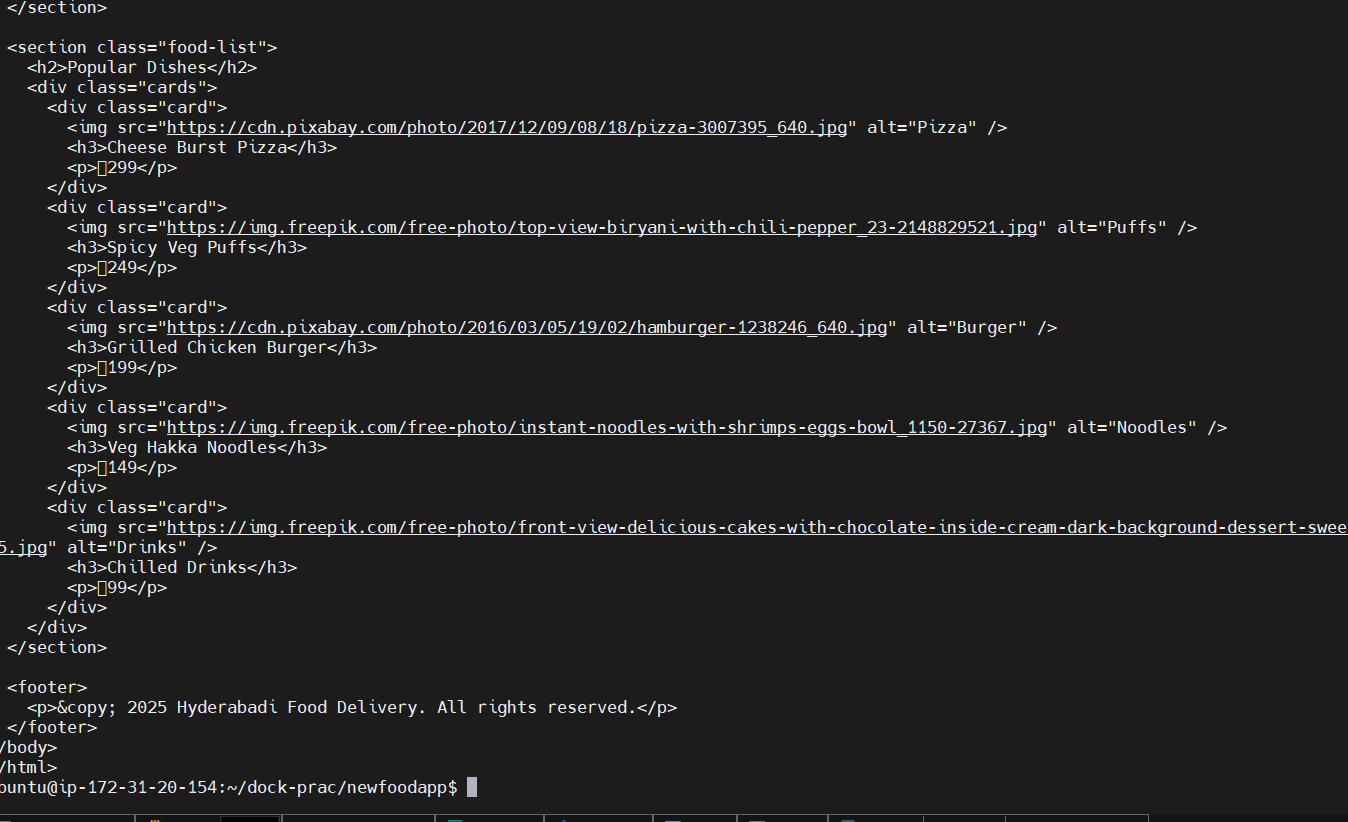 </section>
<section class="food-list">
<h2>Popular Dishes</h2>
<div class="cards">
<div class="card">
<img src="https://cdn.pixabay.com/photo/2017/12/09/08/18/pizza-3007395_640.jpg" alt="Pizza" />
<h3>Cheese Burst Pizza</h3>
<p>▯299</p>
</div>
<div class="card">
<img src="https://img.freepik.com/free-photo/top-view-biryani-with-chili-pepper_23-2148829521.jpg" alt="Puffs" />
<h3>Spicy Veg Puffs</h3>
<p>▯249</p>
</div>
<div class="card">
<img src="https://cdn.pixabay.com/photo/2016/03/05/19/02/hamburger-1238246_640.jpg" alt="Burger" />
<h3>Grilled Chicken Burger</h3>
<p>▯199</p>
</div>
<div class="card">
<img src="https://img.freepik.com/free-photo/instant-noodles-with-shrimps-eggs-bowl_1150-27367.jpg" alt="Noodles" />
<h3>Veg Hakka Noodles</h3>
<p>▯149</p>
</div>
<div class="card">
<img src="https://img.freepik.com/free-photo/front-view-delicious-cakes-with-chocolate-inside-cream-dark-background-dessert-swee
5.jpg" alt="Drinks" />
<h3>Chilled Drinks</h3>
<p>▯99</p>
</div>
</div>
</section>
<footer>
<p>&copy; 2025 Hyderabadi Food Delivery. All rights reserved.</p>
</footer>
/body>
/html>
buntu@ip-172-31-20-154:~/dock-prac/newfoodapp$